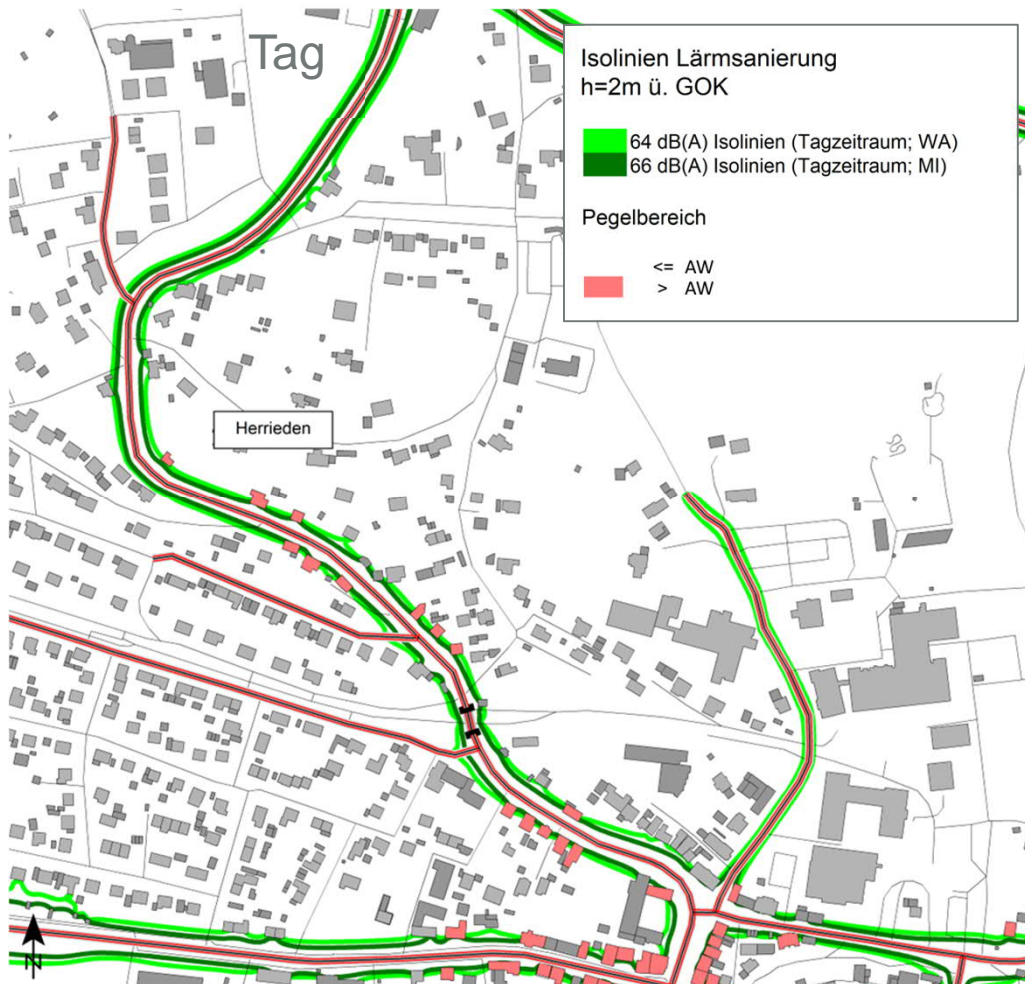 Tag
Isolinien Lärmsanierung
h=2m ü. GOK
64 dB(A) Isolinien (Tagzeitraum; WA)
66 dB(A) Isolinien (Tagzeitraum; MI)
Pegelbereich
<= AW
> AW
Herrieden
N